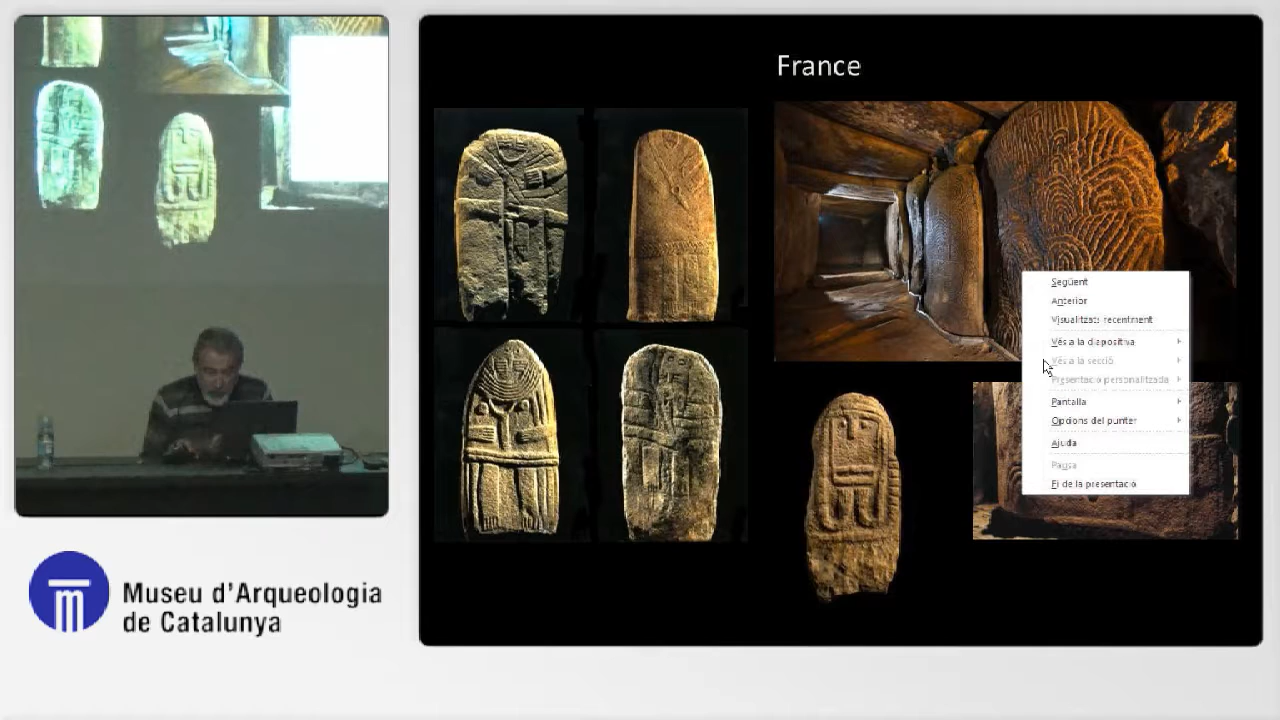 France
Següent
Anterior
Visualitzats recentment
Vés a la diapositiva
Vés a la secció
Presentació personalitzada
Pantalla
Opcions del punter
Ajuda
Pausa
Fi de la presentació
m
Museu d'Arqueologia
de Catalunya